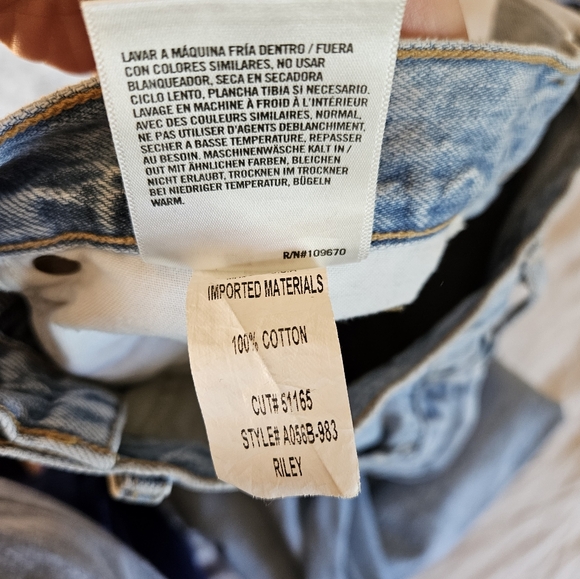 LAVAR A MÁQUINA FRÍA DENTRO / FUERA
CON COLORES SIMILARES, NO USAR
BLANQUEADOR, SECA EN SECADORA
CICLO LENTO, PLANCHA TIBIA SI NECESARIO.
LAVAGE EN MACHINE À FROID À L'INTÉRIEUR
AVEC DES COULEURS SIMILAIRES, NORMAL,
NE PAS UTILISER D'AGENTS DEBLANCHIMENT,
SECHER A BASSE TEMPERATURE, REPASSER
AU BESOIN. MASCHINENWÄSCHE KALT IN /
OUT MIT ÄHNLICHEN FARBEN, BLEICHEN
NICHT ERLAUBT, TROCKNEN IM TROCKNER
BEI NIEDRIGER TEMPERATUR, BÜGELN
WARM.
R/N#109670
IMPORTED MATERIALS
100% COTTON
CUT# 51165
STYLE# A056B-983
RILEY